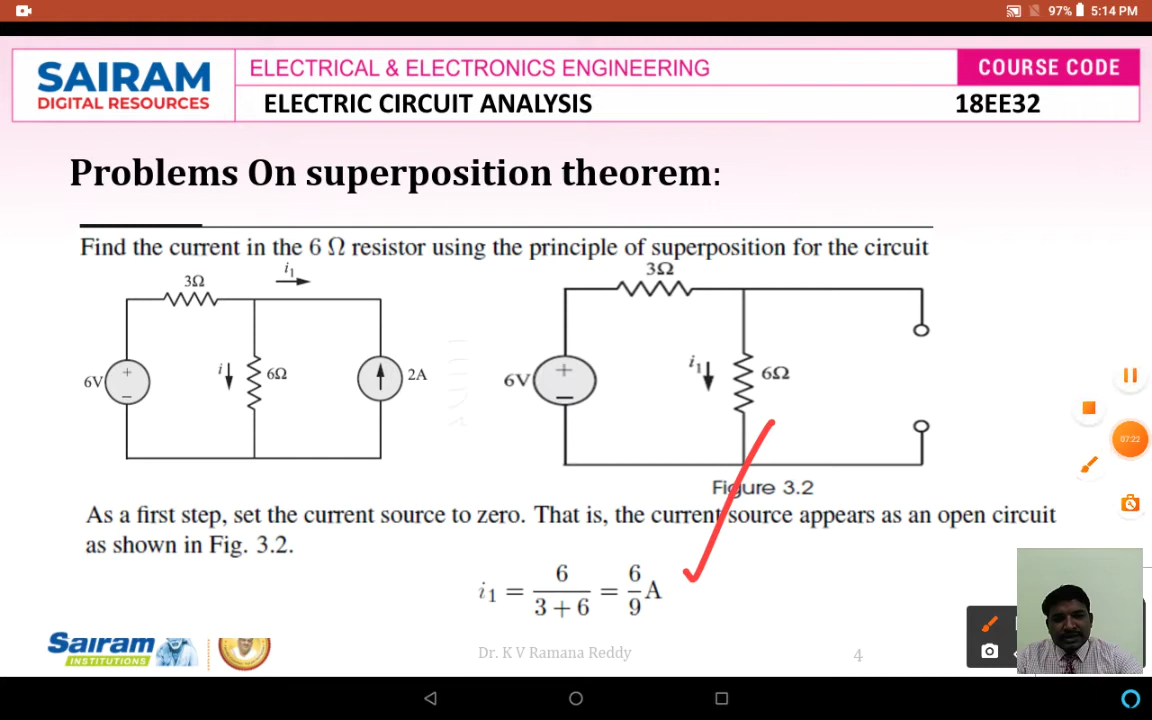 97% 5:14 PM
SAIRAM
DIGITAL RESOURCES
ELECTRICAL & ELECTRONICS ENGINEERING
COURSE CODE
ELECTRIC CIRCUIT ANALYSIS
18EE32
Problems On superposition theorem:
Find the current in the 6 Ω resistor using the principle of superposition for the circuit
3Ω
i1
6V
+
−
i
6Ω
2A
3Ω
6V
+
−
i1
6Ω
Figure 3.2
As a first step, set the current source to zero. That is, the current source appears as an open circuit
as shown in Fig. 3.2.
i1 = 6/(3 + 6) = 6/9 A
Sairam
INSTITUTIONS
Dr. K V Ramana Reddy
4
07:22